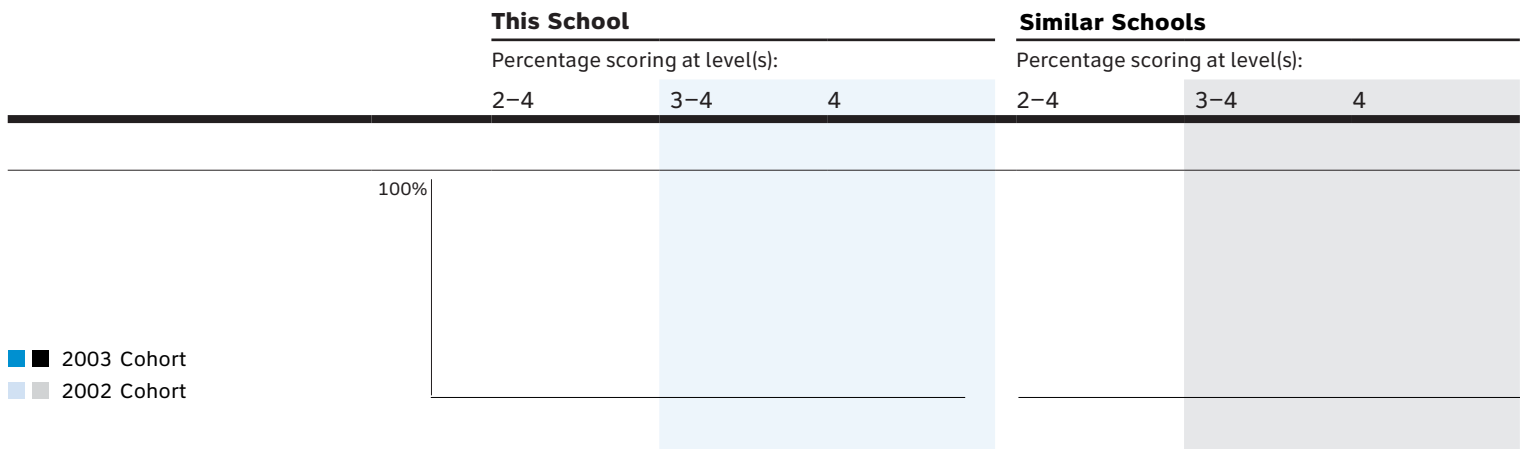 This School Similar Schools
Percentage scoring at level(s): Percentage scoring at level(s):
2–4 3–4 4 2–4 3–4 4
100%
2003 Cohort
2002 Cohort